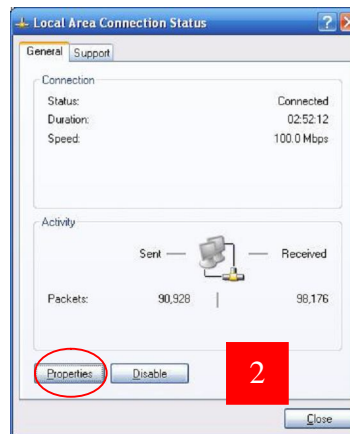 Local Area Connection Status
General Support
Connection
Status: Connected
Duration: 02:52:12
Speed: 100.0 Mbps
Activity
Sent — — Received
Packets: 90,928 | 98,176
Properties Disable
2
Close